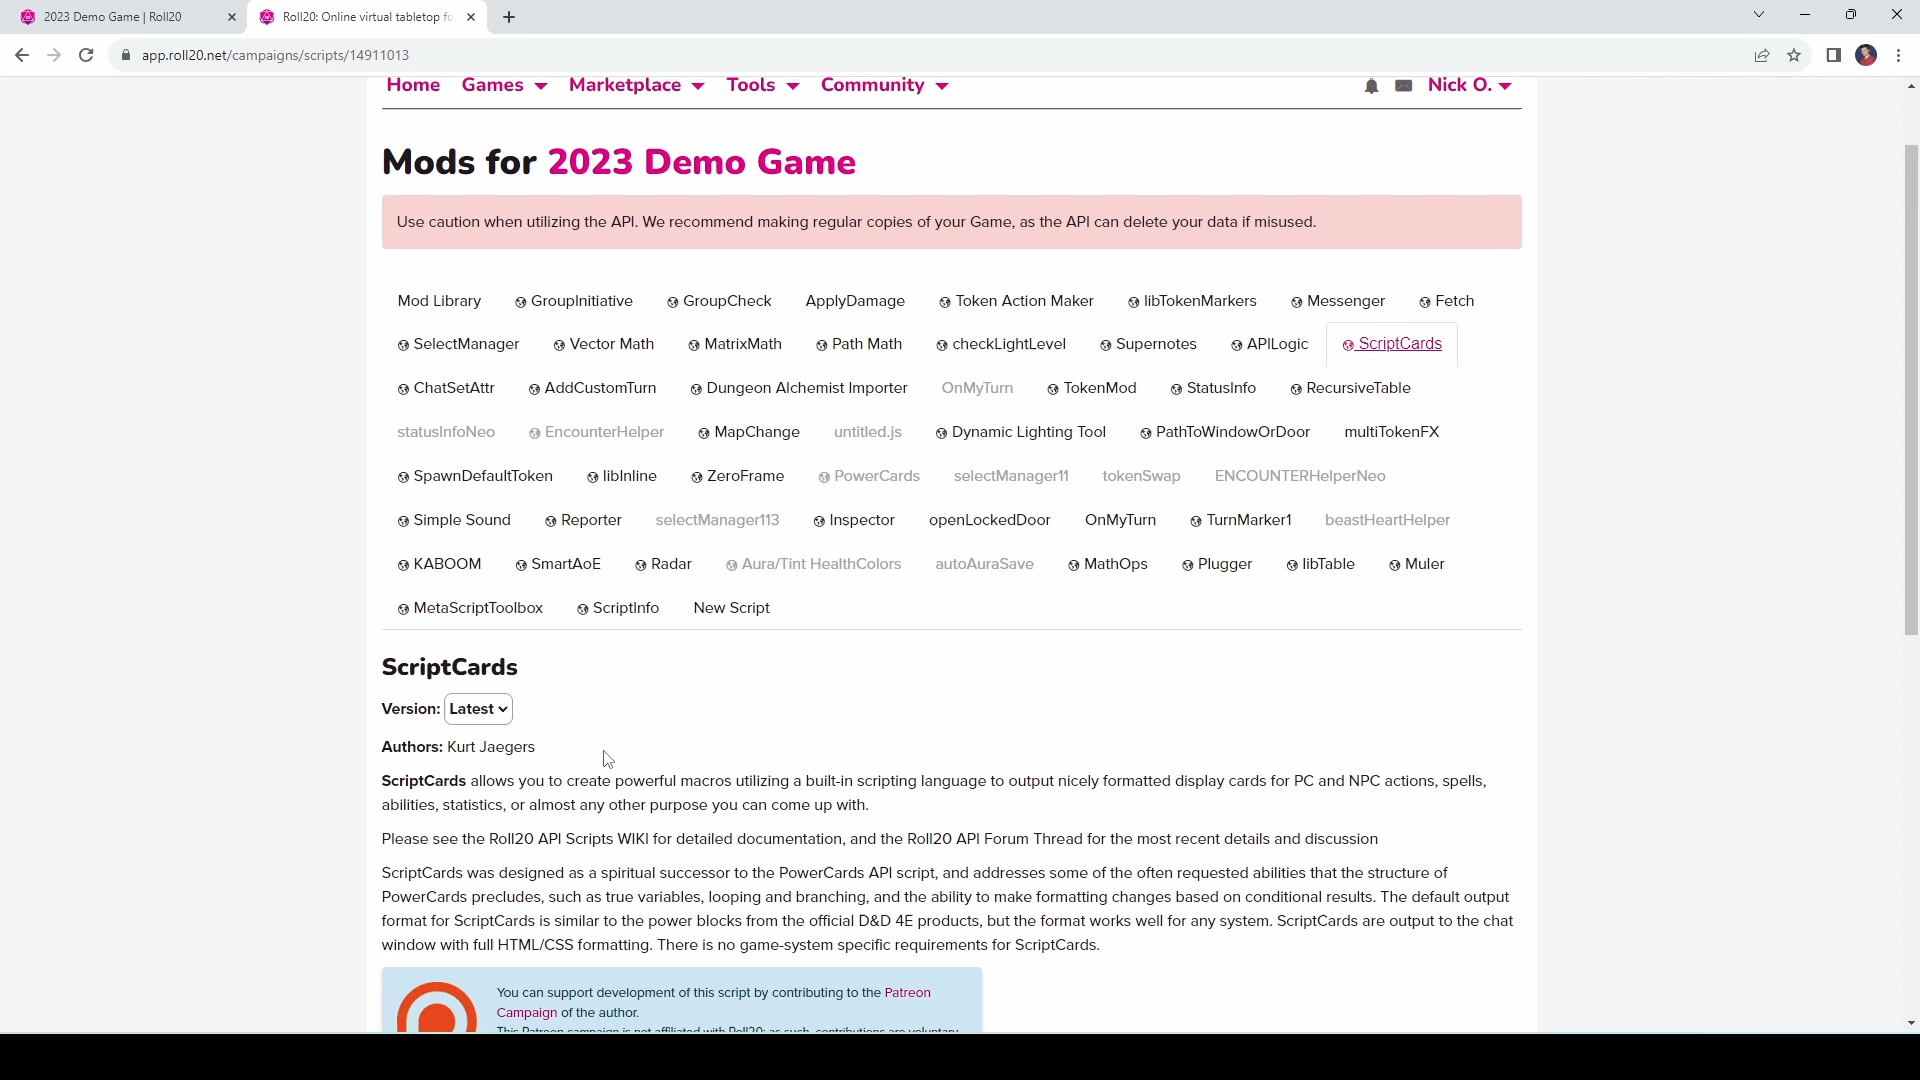 2023 Demo Game | Roll20
Roll20: Online virtual tabletop fo
app.roll20.net/campaigns/scripts/14911013
Home Games Marketplace Tools Community Nick O.
Mods for 2023 Demo Game
Use caution when utilizing the API. We recommend making regular copies of your Game, as the API can delete your data if misused.
Mod Library GroupInitiative GroupCheck ApplyDamage Token Action Maker libTokenMarkers Messenger Fetch
SelectManager Vector Math MatrixMath Path Math checkLightLevel Supernotes APILogic ScriptCards
ChatSetAttr AddCustomTurn Dungeon Alchemist Importer OnMyTurn TokenMod StatusInfo RecursiveTable
statusInfoNeo EncounterHelper MapChange untitled.js Dynamic Lighting Tool PathToWindowOrDoor multiTokenFX
SpawnDefaultToken libInline ZeroFrame PowerCards selectManager11 tokenSwap ENCOUNTERHelperNeo
Simple Sound Reporter selectManager113 Inspector openLockedDoor OnMyTurn TurnMarker1 beastHeartHelper
KABOOM SmartAoE Radar Aura/Tint HealthColors autoAuraSave MathOps Plugger libTable Muler
MetaScriptToolbox ScriptInfo New Script
ScriptCards
Version: Latest
Authors: Kurt Jaegers
ScriptCards allows you to create powerful macros utilizing a built-in scripting language to output nicely formatted display cards for PC and NPC actions, spells,
abilities, statistics, or almost any other purpose you can come up with.
Please see the Roll20 API Scripts WIKI for detailed documentation, and the Roll20 API Forum Thread for the most recent details and discussion
ScriptCards was designed as a spiritual successor to the PowerCards API script, and addresses some of the often requested abilities that the structure of
PowerCards precludes, such as true variables, looping and branching, and the ability to make formatting changes based on conditional results. The default output
format for ScriptCards is similar to the power blocks from the official D&D 4E products, but the format works well for any system. ScriptCards are output to the chat
window with full HTML/CSS formatting. There is no game-system specific requirements for ScriptCards.
You can support development of this script by contributing to the Patreon
Campaign of the author.
This Patreon campaign is not affiliated with Roll20; as such, contributions are voluntary